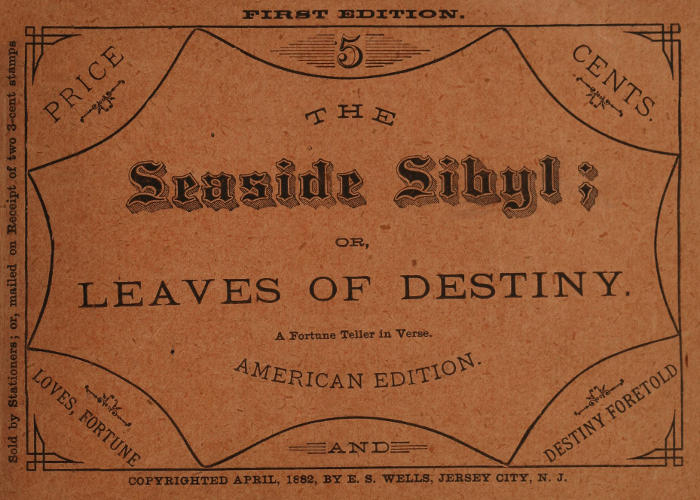 FIRST EDITION.
PRICE
5
CENTS.
THE
Seaside Sibyl;
OR,
LEAVES OF DESTINY.
A Fortune Teller in Verse.
AMERICAN EDITION.
LOVES, FORTUNE
AND
DESTINY FORETOLD
COPYRIGHTED APRIL, 1882, BY E. S. WELLS, JERSEY CITY, N. J.
Sold by Stationers; or, mailed on Receipt of two 3-cent stamps